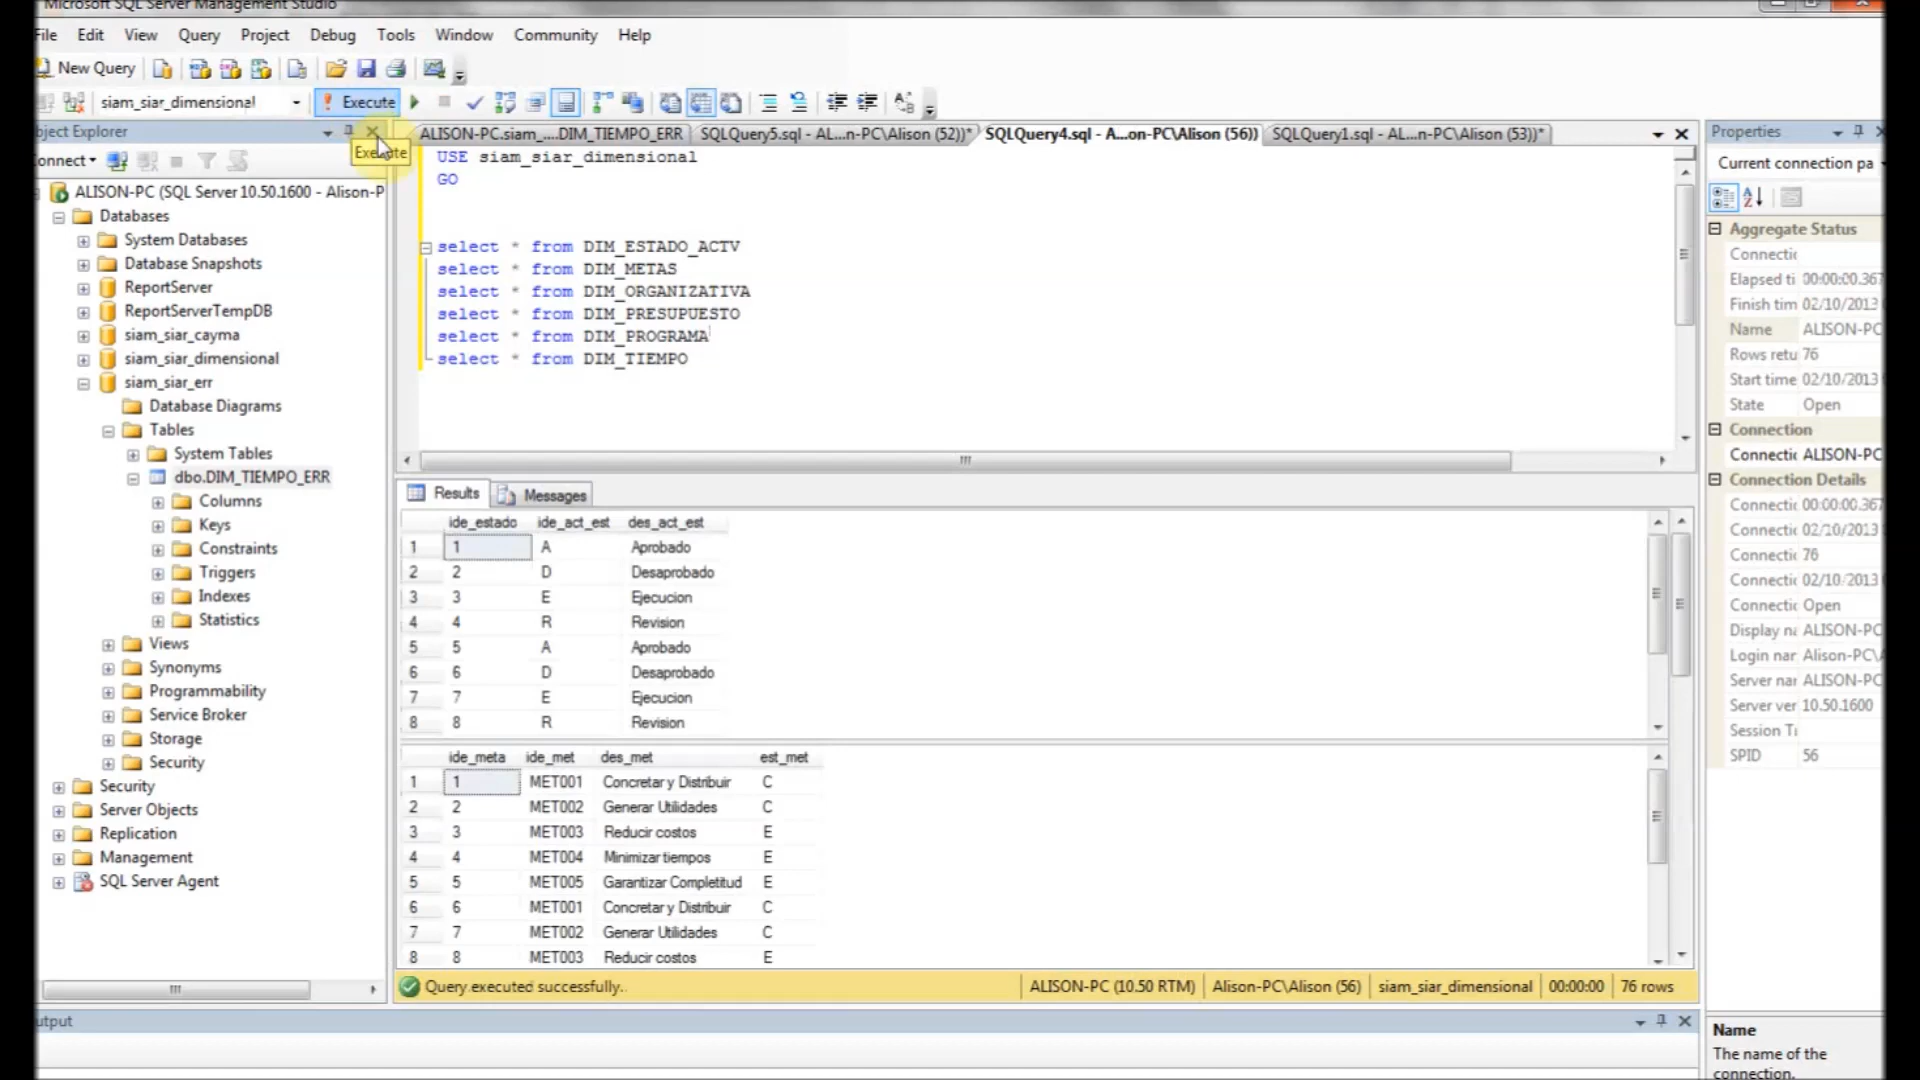 Microsoft SQL Server Management Studio
File Edit View Query Project Debug Tools Window Community Help
New Query
siam_siar_dimensional Execute
bject Explorer
ALISON-PC.siam_....DIM_TIEMPO_ERR SQLQuery5.sql - AL...n-PC\Alison (52))* SQLQuery4.sql - A...on-PC\Alison (56)) SQLQuery1.sql - AL...n-PC\Alison (53))*
Properties
Execute
onnect
ALISON-PC (SQL Server 10.50.1600 - Alison-P
Databases
System Databases
Database Snapshots
ReportServer
ReportServerTempDB
siam_siar_cayma
siam_siar_dimensional
siam_siar_err
Database Diagrams
Tables
System Tables
dbo.DIM_TIEMPO_ERR
Columns
Keys
Constraints
Triggers
Indexes
Statistics
Views
Synonyms
Programmability
Service Broker
Storage
Security
Security
Server Objects
Replication
Management
SQL Server Agent
USE siam_siar_dimensional
GO
select * from DIM_ESTADO_ACTV
select * from DIM_METAS
select * from DIM_ORGANIZATIVA
select * from DIM_PRESUPUESTO
select * from DIM_PROGRAMA
select * from DIM_TIEMPO
Results Messages
ide_estado ide_act_est des_act_est
1 1 A Aprobado
2 2 D Desaprobado
3 3 E Ejecucion
4 4 R Revision
5 5 A Aprobado
6 6 D Desaprobado
7 7 E Ejecucion
8 8 R Revision
ide_meta ide_met des_met est_met
1 1 MET001 Concretar y Distribuir C
2 2 MET002 Generar Utilidades C
3 3 MET003 Reducir costos E
4 4 MET004 Minimizar tiempos E
5 5 MET005 Garantizar Completitud E
6 6 MET001 Concretar y Distribuir C
7 7 MET002 Generar Utilidades C
8 8 MET003 Reducir costos E
Query executed successfully. ALISON-PC (10.50 RTM) Alison-PC\Alison (56) siam_siar_dimensional 00:00:00 76 rows
utput
Current connection pa
Aggregate Status
Connectic
Elapsed ti 00:00:00.367
Finish tim 02/10/2013
Name ALISON-PC
Rows retu 76
Start time 02/10/2013
State Open
Connection
Connectic ALISON-PC
Connection Details
Connectic 00:00:00.367
Connectic 02/10/2013
Connectic 76
Connectic 02/10/2013
Connectic Open
Display na ALISON-PC
Login nar Alison-PC\A
Server nar ALISON-PC
Server ver 10.50.1600
Session Ti
SPID 56
Name
The name of the
connection.